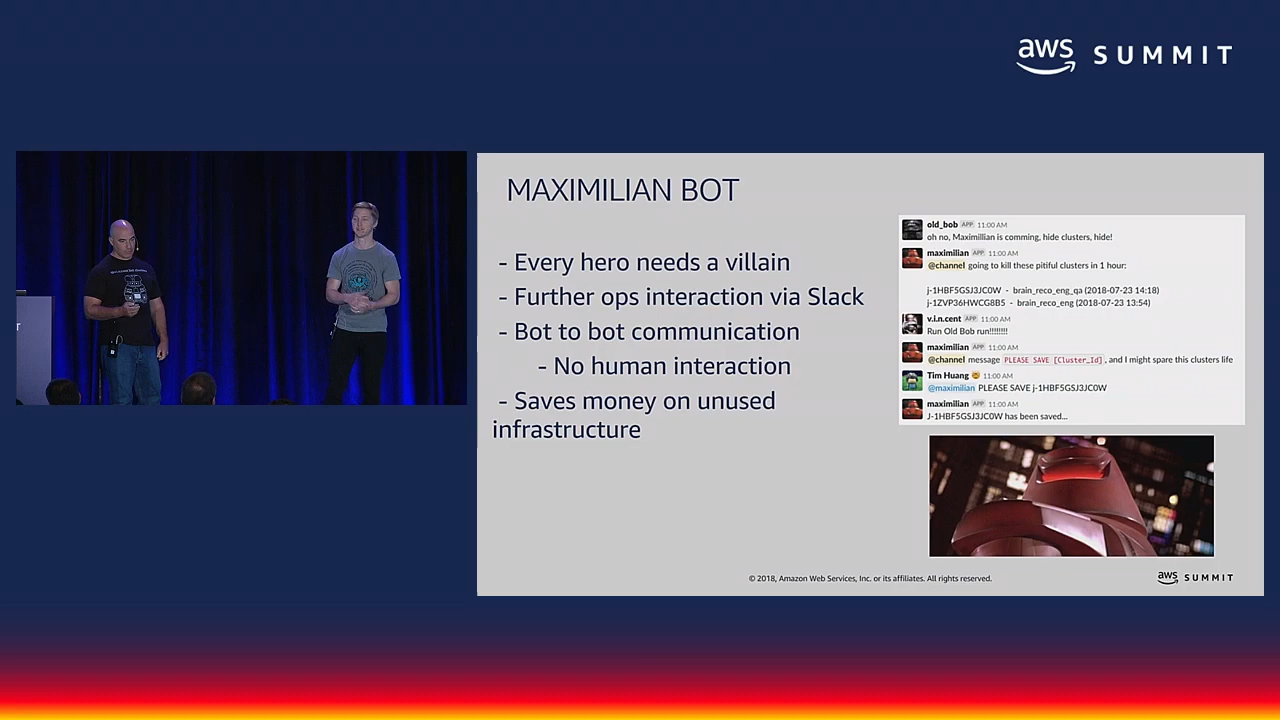 aws SUMMIT
MAXIMILIAN BOT
- Every hero needs a villain
- Further ops interaction via Slack
- Bot to bot communication
- No human interaction
- Saves money on unused
infrastructure
old_bob APP 11:00 AM
oh no, Maximillian is comming, hide clusters, hide!
maximilian APP 11:00 AM
@channel going to kill these pitiful clusters in 1 hour:
j-1HBF5GSJ3JC0W - brain_reco_eng_qa (2018-07-23 14:18)
j-1ZVP36HWCG8B5 - brain_reco_eng (2018-07-23 13:54)
v.i.n.cent APP 11:00 AM
Run Old Bob run!!!!!!!!
maximilian APP 11:00 AM
@channel message PLEASE SAVE [Cluster_Id], and I might spare this clusters life
Tim Huang 11:00 AM
@maximilian PLEASE SAVE j-1HBF5GSJ3JC0W
maximilian APP 11:00 AM
J-1HBF5GSJ3JC0W has been saved...
© 2018, Amazon Web Services, Inc. or its affiliates. All rights reserved.
aws SUMMIT